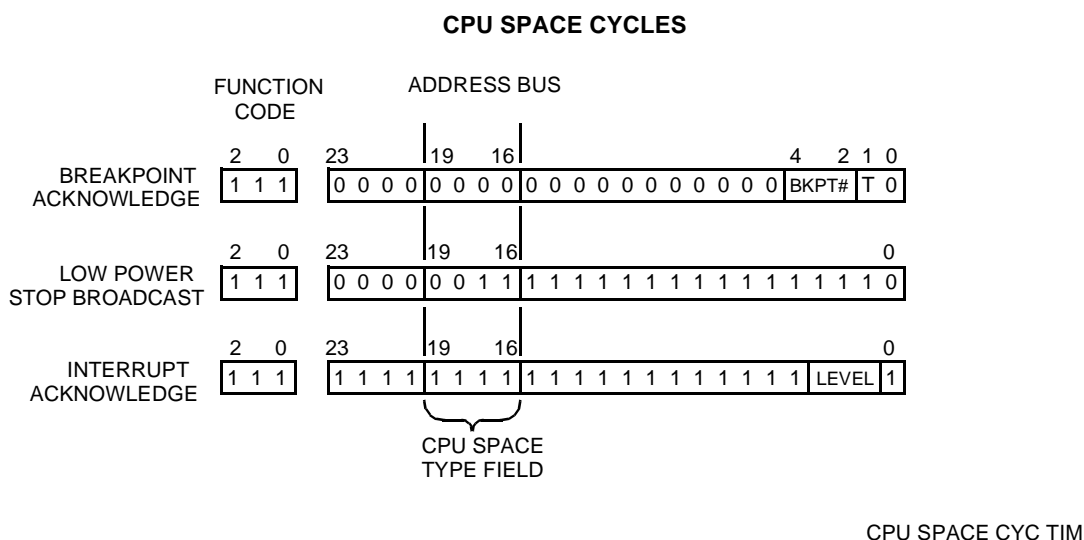 CPU SPACE CYCLES
FUNCTION
CODE
ADDRESS BUS
2 0 23 19 16 4 2 1 0
BREAKPOINT
ACKNOWLEDGE
1 1 1 0 0 0 0 0 0 0 0 0 0 0 0 0 0 0 0 0 0 0 BKPT# T 0
2 0 23 19 16 0
LOW POWER
STOP BROADCAST
1 1 1 0 0 0 0 0 0 1 1 1 1 1 1 1 1 1 1 1 1 1 1 1 1 1 0
2 0 23 19 16 0
INTERRUPT
ACKNOWLEDGE
1 1 1 1 1 1 1 1 1 1 1 1 1 1 1 1 1 1 1 1 1 1 1 LEVEL 1
CPU SPACE
TYPE FIELD
CPU SPACE CYC TIM